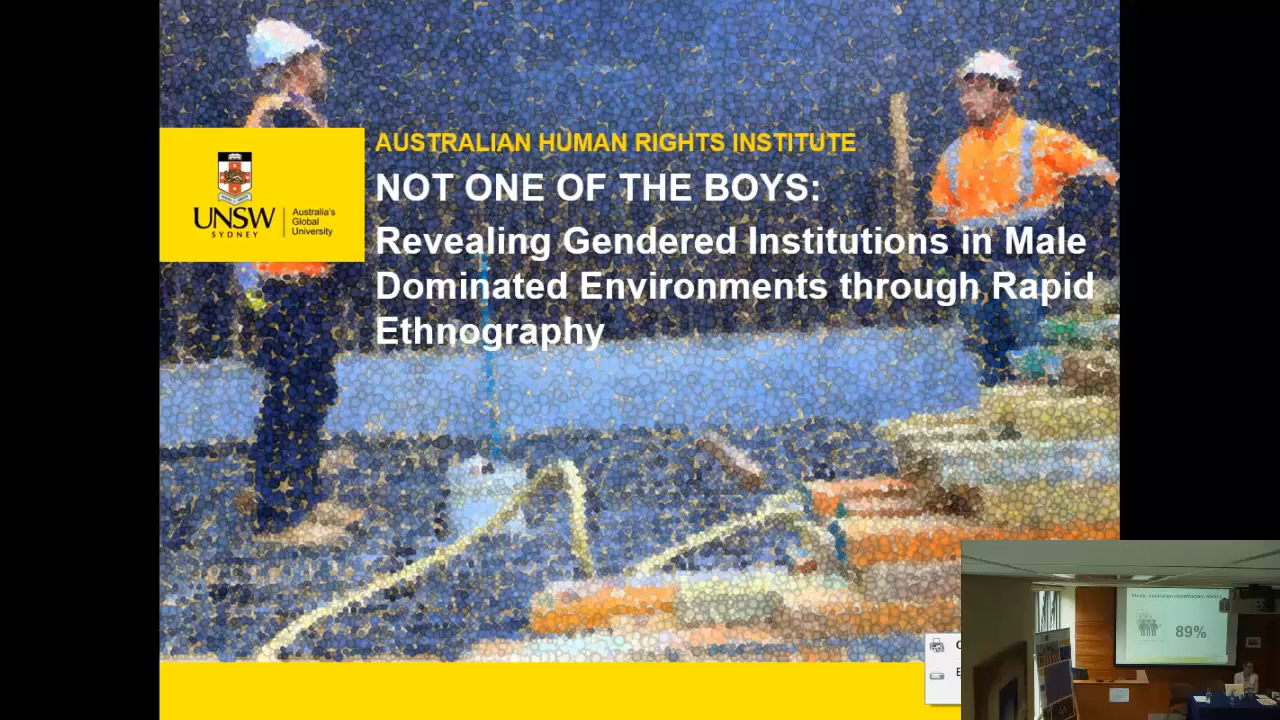 AUSTRALIAN HUMAN RIGHTS INSTITUTE
NOT ONE OF THE BOYS:
Revealing Gendered Institutions in Male
Dominated Environments through Rapid
Ethnography
UNSW
SYDNEY
Australia's
Global
University
89%